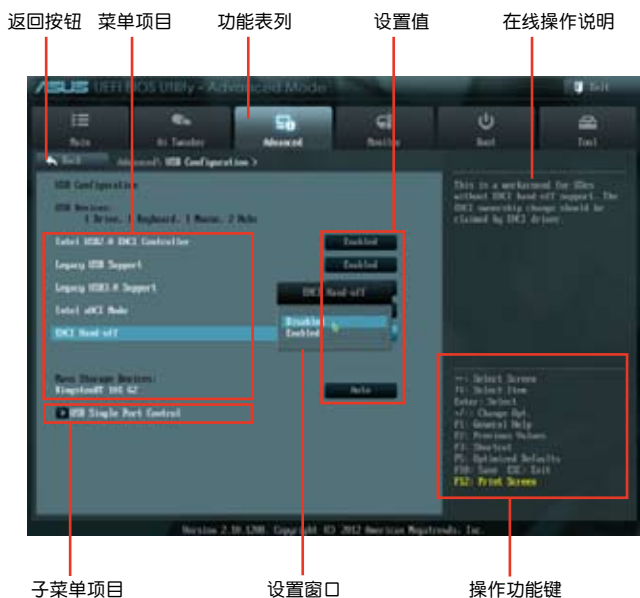 返回按钮 菜单项目 功能表列 设置值 在线操作说明
ASUS UEFI BIOS Utility - Advanced Mode Exit
Main Ai Tweaker Advanced Monitor Boot Tool
Back Advanced\ USB Configuration >
USB Configuration
USB Devices:
1 Drive, 1 Keyboard, 1 Mouse, 2 Hubs
Intel USB2.0 EHCI Controller Enabled
Legacy USB Support Enabled
Legacy USB3.0 Support
Intel xHCI Mode
EHCI Hand-off
EHCI Hand-off
Disabled
Enabled
Mass Storage Devices:
KingstonDT 101 G2 Auto
USB Single Port Control
This is a workaround for OSes
without EHCI hand-off support. The
EHCI ownership change should be
claimed by EHCI driver.
→←: Select Screen
↑↓: Select Item
Enter: Select
+/-: Change Opt.
F1: General Help
F2: Previous Values
F3: Shortcut
F5: Optimized Defaults
F10: Save ESC: Exit
F12: Print Screen
Version 2.10.1208. Copyright (C) 2012 American Megatrends, Inc.
子菜单项目 设置窗口 操作功能键